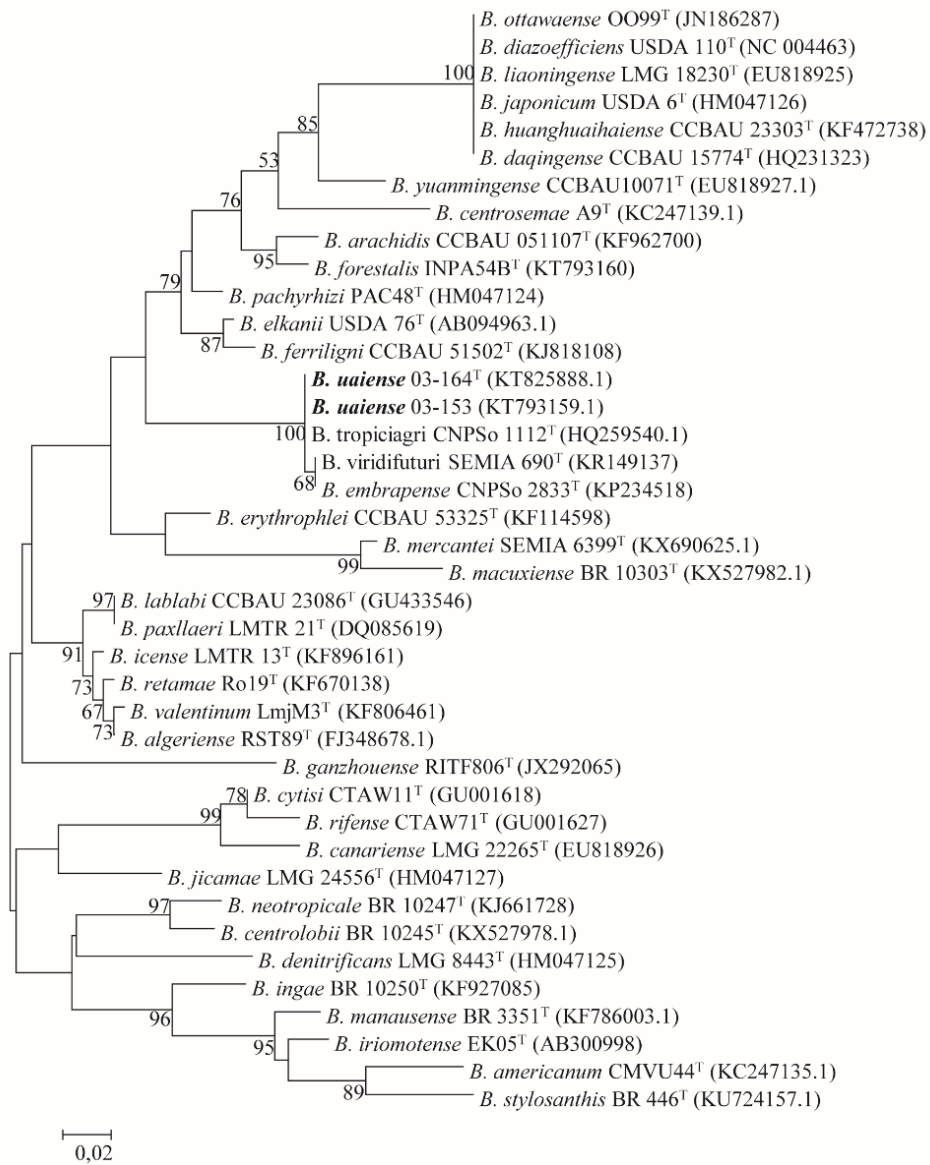 B. ottawaense OO99ᵀ (JN186287)
B. diazoefficiens USDA 110ᵀ (NC 004463)
100 B. liaoningense LMG 18230ᵀ (EU818925)
B. japonicum USDA 6ᵀ (HM047126)
85 B. huanghuaihaiense CCBAU 23303ᵀ (KF472738)
53 B. daqingense CCBAU 15774ᵀ (HQ231323)
B. yuanmingense CCBAU10071ᵀ (EU818927.1)
76 B. centrosemae A9ᵀ (KC247139.1)
B. arachidis CCBAU 051107ᵀ (KF962700)
95 B. forestalis INPA54Bᵀ (KT793160)
79 B. pachyrhizi PAC48ᵀ (HM047124)
B. elkanii USDA 76ᵀ (AB094963.1)
87 B. ferriligni CCBAU 51502ᵀ (KJ818108)
B. uaiense 03-164ᵀ (KT825888.1)
B. uaiense 03-153 (KT793159.1)
100 B. tropiciagri CNPSo 1112ᵀ (HQ259540.1)
B. viridifuturi SEMIA 690ᵀ (KR149137)
68 B. embrapense CNPSo 2833ᵀ (KP234518)
B. erythrophlei CCBAU 53325ᵀ (KF114598)
B. mercantei SEMIA 6399ᵀ (KX690625.1)
99 B. macuxiense BR 10303ᵀ (KX527982.1)
97 B. lablabi CCBAU 23086ᵀ (GU433546)
B. paxllaeri LMTR 21ᵀ (DQ085619)
91 B. icense LMTR 13ᵀ (KF896161)
73 B. retamae Ro19ᵀ (KF670138)
67 B. valentinum LmjM3ᵀ (KF806461)
73 B. algeriense RST89ᵀ (FJ348678.1)
B. ganzhouense RITF806ᵀ (JX292065)
78 B. cytisi CTAW11ᵀ (GU001618)
99 B. rifense CTAW71ᵀ (GU001627)
B. canariense LMG 22265ᵀ (EU818926)
B. jicamae LMG 24556ᵀ (HM047127)
97 B. neotropicale BR 10247ᵀ (KJ661728)
B. centrolobii BR 10245ᵀ (KX527978.1)
B. denitrificans LMG 8443ᵀ (HM047125)
B. ingae BR 10250ᵀ (KF927085)
96 B. manausense BR 3351ᵀ (KF786003.1)
95 B. iriomotense EK05ᵀ (AB300998)
B. americanum CMVU44ᵀ (KC247135.1)
89 B. stylosanthis BR 446ᵀ (KU724157.1)
0,02